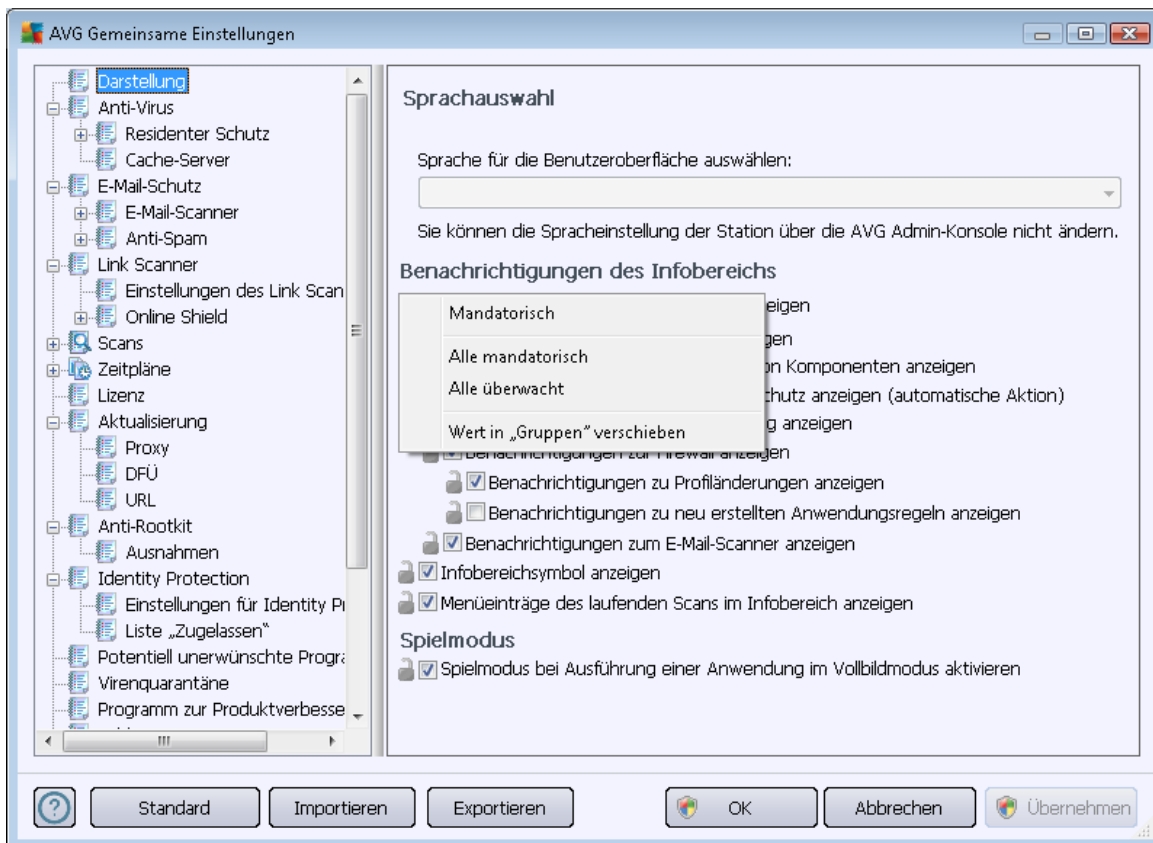 AVG Gemeinsame Einstellungen
Darstellung
Anti-Virus
Residenter Schutz
Cache-Server
E-Mail-Schutz
E-Mail-Scanner
Anti-Spam
Link Scanner
Einstellungen des Link Scan
Online Shield
Scans
Zeitpläne
Lizenz
Aktualisierung
Proxy
DFÜ
URL
Anti-Rootkit
Ausnahmen
Identity Protection
Einstellungen für Identity P
Liste „Zugelassen“
Potentiell unerwünschte Progra
Virenquarantäne
Programm zur Produktverbesse
Sprachauswahl
Sprache für die Benutzeroberfläche auswählen:
Sie können die Spracheinstellung der Station über die AVG Admin-Konsole nicht ändern.
Benachrichtigungen des Infobereichs
Mandatorisch
Alle mandatorisch
Alle überwacht
Wert in „Gruppen“ verschieben
eigen
gen
on Komponenten anzeigen
chutz anzeigen (automatische Aktion)
g anzeigen
Benachrichtigungen zur Firewall anzeigen
Benachrichtigungen zu Profiländerungen anzeigen
Benachrichtigungen zu neu erstellten Anwendungsregeln anzeigen
Benachrichtigungen zum E-Mail-Scanner anzeigen
Infobereichsymbol anzeigen
Menüeinträge des laufenden Scans im Infobereich anzeigen
Spielmodus
Spielmodus bei Ausführung einer Anwendung im Vollbildmodus aktivieren
Standard
Importieren
Exportieren
OK
Abbrechen
Übernehmen